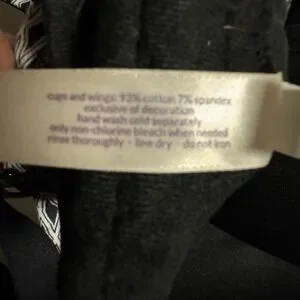 cups and wings: 93% cotton 7% spandex
exclusive of decoration
hand wash cold separately
only non-chlorine bleach when needed
rinse thoroughly - line dry - do not iron